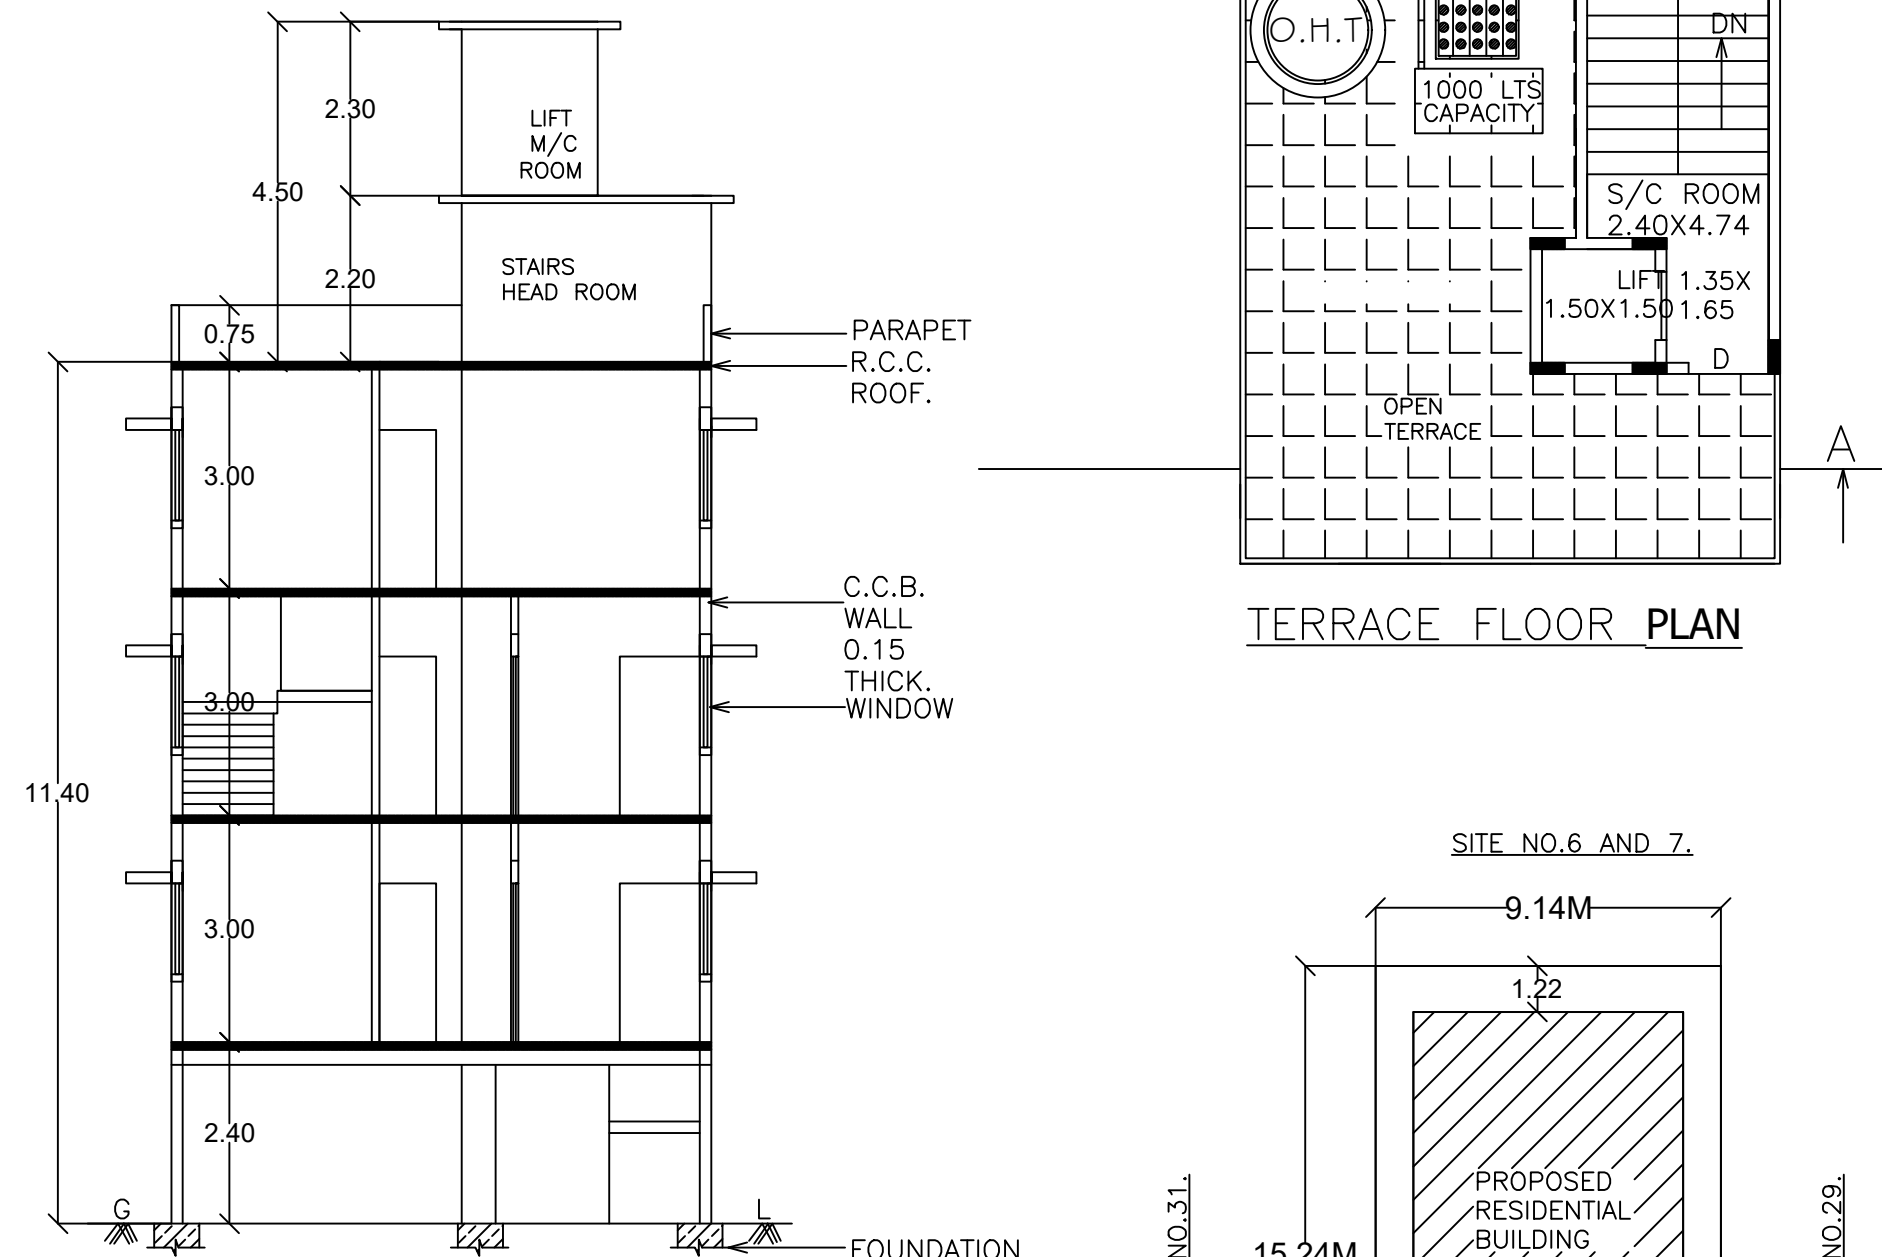 2.30
LIFT
M/C
ROOM
4.50
STAIRS
HEAD ROOM
2.20
0.75
PARAPET
R.C.C.
ROOF.
3.00
C.C.B.
WALL
0.15
THICK.
WINDOW
3.00
11.40
3.00
2.40
G
L
FOUNDATION
O.H.T
1000 LTS
CAPACITY
DN
S/C ROOM
2.40X4.74
LIFT
1.50X1.50
1.35X
1.65
D
OPEN
TERRACE
A
TERRACE FLOOR PLAN
SITE NO.6 AND 7.
9.14M
1.22
PROPOSED
RESIDENTIAL
BUILDING
15.24M
NO.31.
NO.29.